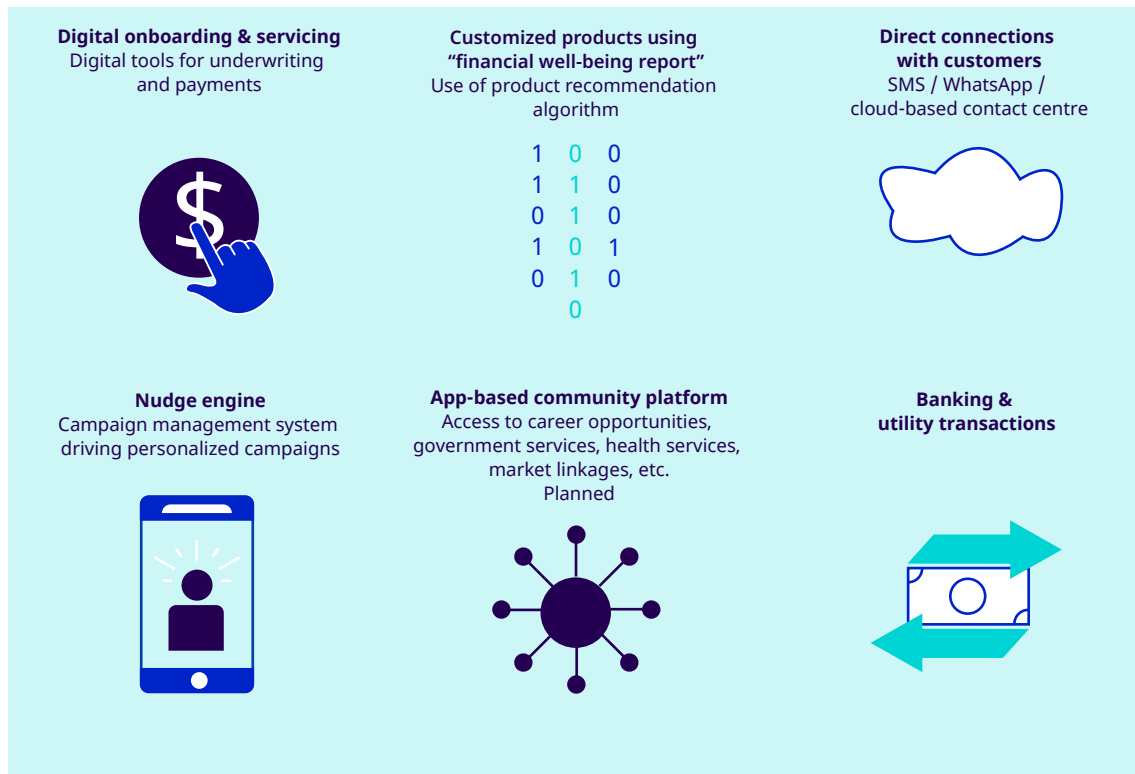 Digital onboarding & servicing
Digital tools for underwriting
and payments
$
Customized products using
“financial well-being report”
Use of product recommendation
algorithm
1 0 0
1 1 0
0 1 0
1 0 1
0 1 0
0
Direct connections
with customers
SMS / WhatsApp /
cloud-based contact centre
Nudge engine
Campaign management system
driving personalized campaigns
App-based community platform
Access to career opportunities,
government services, health services,
market linkages, etc.
Planned
Banking &
utility transactions